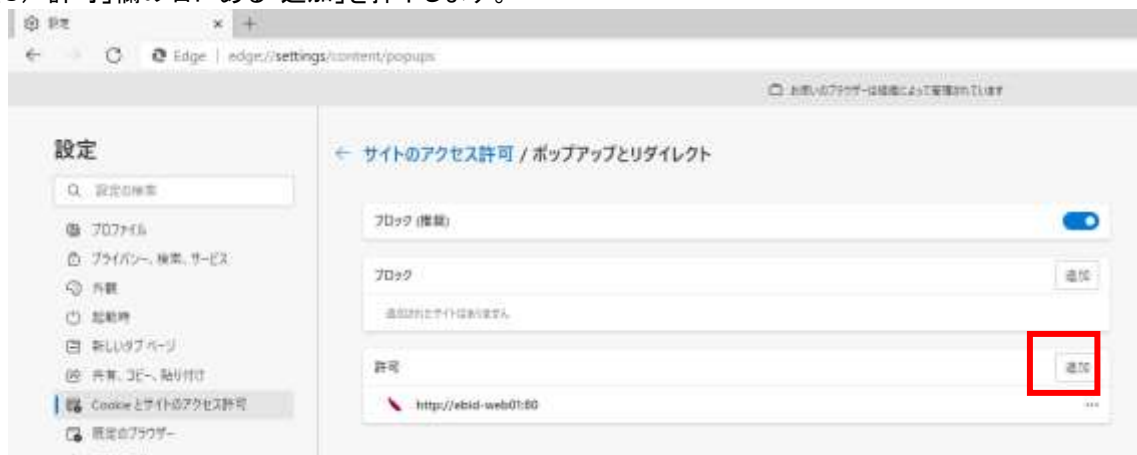 許可」欄の右にある「追加」を押下します。
設定
Edge | edge://settings/content/popups
お使いのブラウザーは組織によって管理されています
設定
設定の検索
プロファイル
プライバシー、検索、サービス
外観
起動時
新しいタブ ページ
共有、コピー、貼り付け
Cookie とサイトのアクセス許可
既定のブラウザー
サイトのアクセス許可 / ポップアップとリダイレクト
ブロック (推奨)
ブロック
追加
追加されたサイトはありません
許可
追加
http://ebid-web01:80